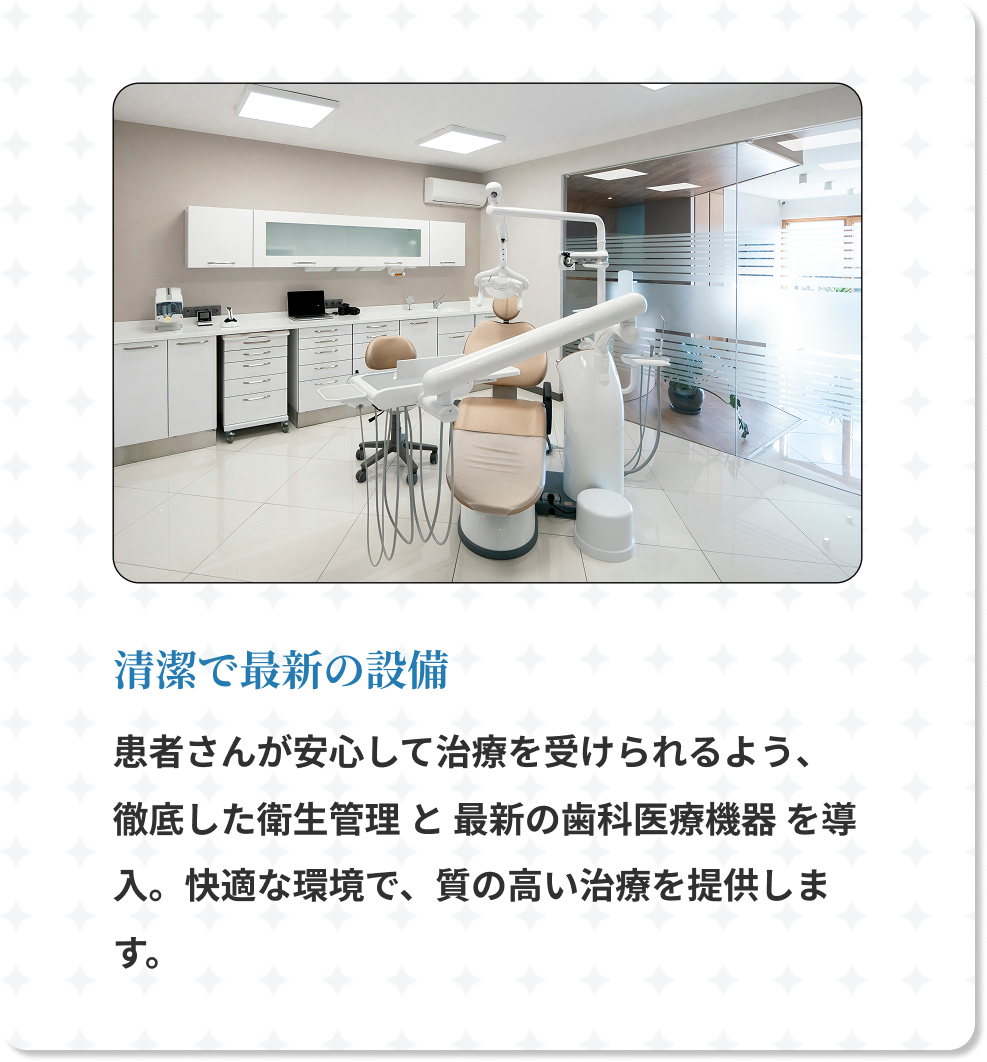 清潔で最新の設備
患者さんが安心して治療を受けられるよう、
徹底した衛生管理 と 最新の歯科医療機器 を導
入。快適な環境で、質の高い治療を提供しま
す。